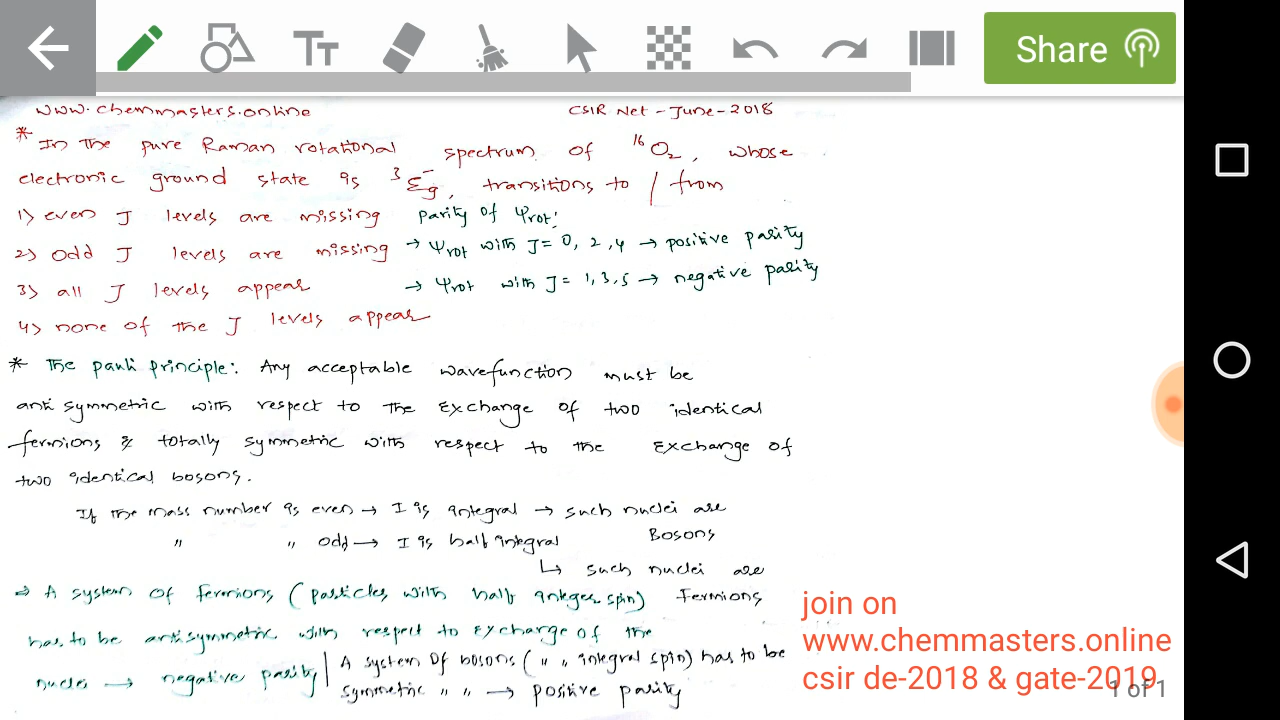 Share
www.chemmasters.online
CSIR Net - June - 2018
* In the pure Raman rotational spectrum of ¹⁶O₂, whose
electronic ground state is ³Σg⁻, transitions to / from
1) even J levels are missing
2) odd J levels are missing
3) all J levels appear
4) none of the J levels appear
Parity of Ψrot:
→ Ψrot with J = 0, 2, 4 → positive parity
→ Ψrot with J = 1, 3, 5 → negative parity
* The pauli principle: Any acceptable wavefunction must be
anti symmetric with respect to the Exchange of two identical
fermions & totally symmetric with respect to the Exchange of
two identical bosons.
If the mass number is even → I is integral → such nuclei are
Bosons
" " odd → I is half integral
↳ such nuclei are
Fermions
⇒ A system of fermions (particles with half integer spin)
has to be antisymmetric with respect to Exchange of the
nuclei → negative parity
A system of bosons ( " " integral spin) has to be
symmetric " " → positive parity
join on
www.chemmasters.online
csir de-2018 & gate-2019
1 of 1